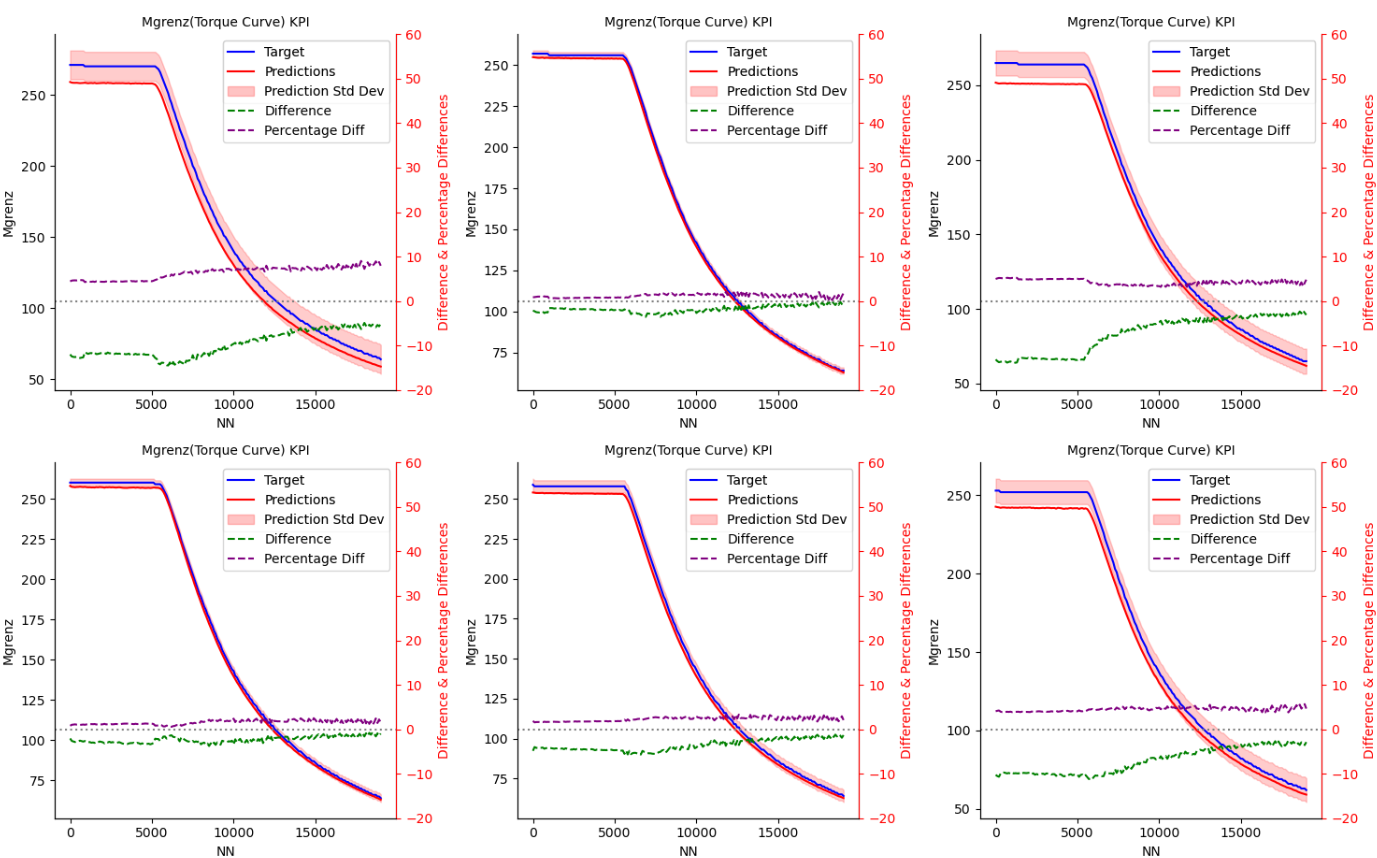 Mgrenz(Torque Curve) KPI
Target
Predictions
Prediction Std Dev
Difference
Percentage Diff
60
50
40
30
20
10
0
−10
−20
250
200
150
100
50
0
5000
10000
15000
NN
Mgrenz
Difference & Percentage Differences
Mgrenz(Torque Curve) KPI
Target
Predictions
Prediction Std Dev
Difference
Percentage Diff
60
50
40
30
20
10
0
−10
−20
250
225
200
175
150
125
100
75
0
5000
10000
15000
NN
Mgrenz
Difference & Percentage Differences
Mgrenz(Torque Curve) KPI
Target
Predictions
Prediction Std Dev
Difference
Percentage Diff
60
50
40
30
20
10
0
−10
−20
250
200
150
100
50
0
5000
10000
15000
NN
Mgrenz
Difference & Percentage Differences
Mgrenz(Torque Curve) KPI
Target
Predictions
Prediction Std Dev
Difference
Percentage Diff
60
50
40
30
20
10
0
−10
−20
250
225
200
175
150
125
100
75
0
5000
10000
15000
NN
Mgrenz
Difference & Percentage Differences
Mgrenz(Torque Curve) KPI
Target
Predictions
Prediction Std Dev
Difference
Percentage Diff
60
50
40
30
20
10
0
−10
−20
250
225
200
175
150
125
100
75
0
5000
10000
15000
NN
Mgrenz
Difference & Percentage Differences
Mgrenz(Torque Curve) KPI
Target
Predictions
Prediction Std Dev
Difference
Percentage Diff
60
50
40
30
20
10
0
−10
−20
250
200
150
100
50
0
5000
10000
15000
NN
Mgrenz
Difference & Percentage Differences